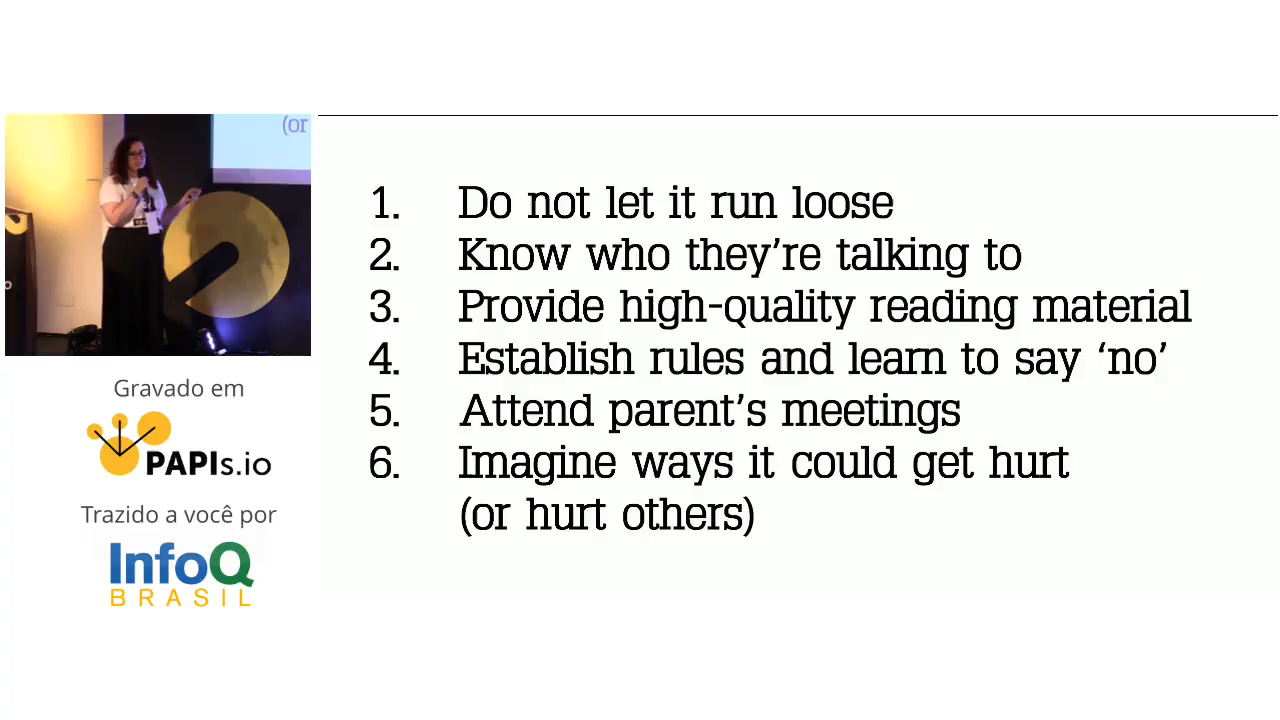 (or
Gravado em
PAPIs.io
Trazido a você por
InfoQ
BRASIL
1. Do not let it run loose
2. Know who they're talking to
3. Provide high-quality reading material
4. Establish rules and learn to say 'no'
5. Attend parent's meetings
6. Imagine ways it could get hurt
(or hurt others)